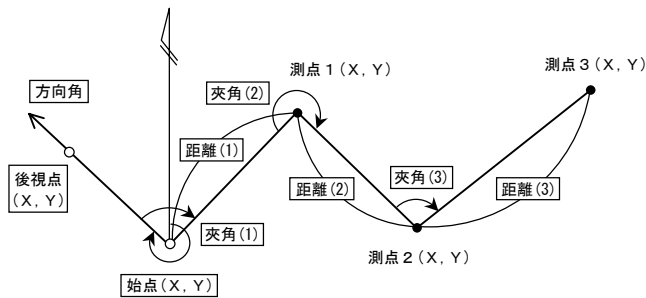 測点3(X, Y)
測点1(X, Y)
方向角
夾角(2)
距離(1)
後視点
(X, Y)
距離(2)
夾角(3)
距離(3)
夾角(1)
測点2(X, Y)
始点(X, Y)